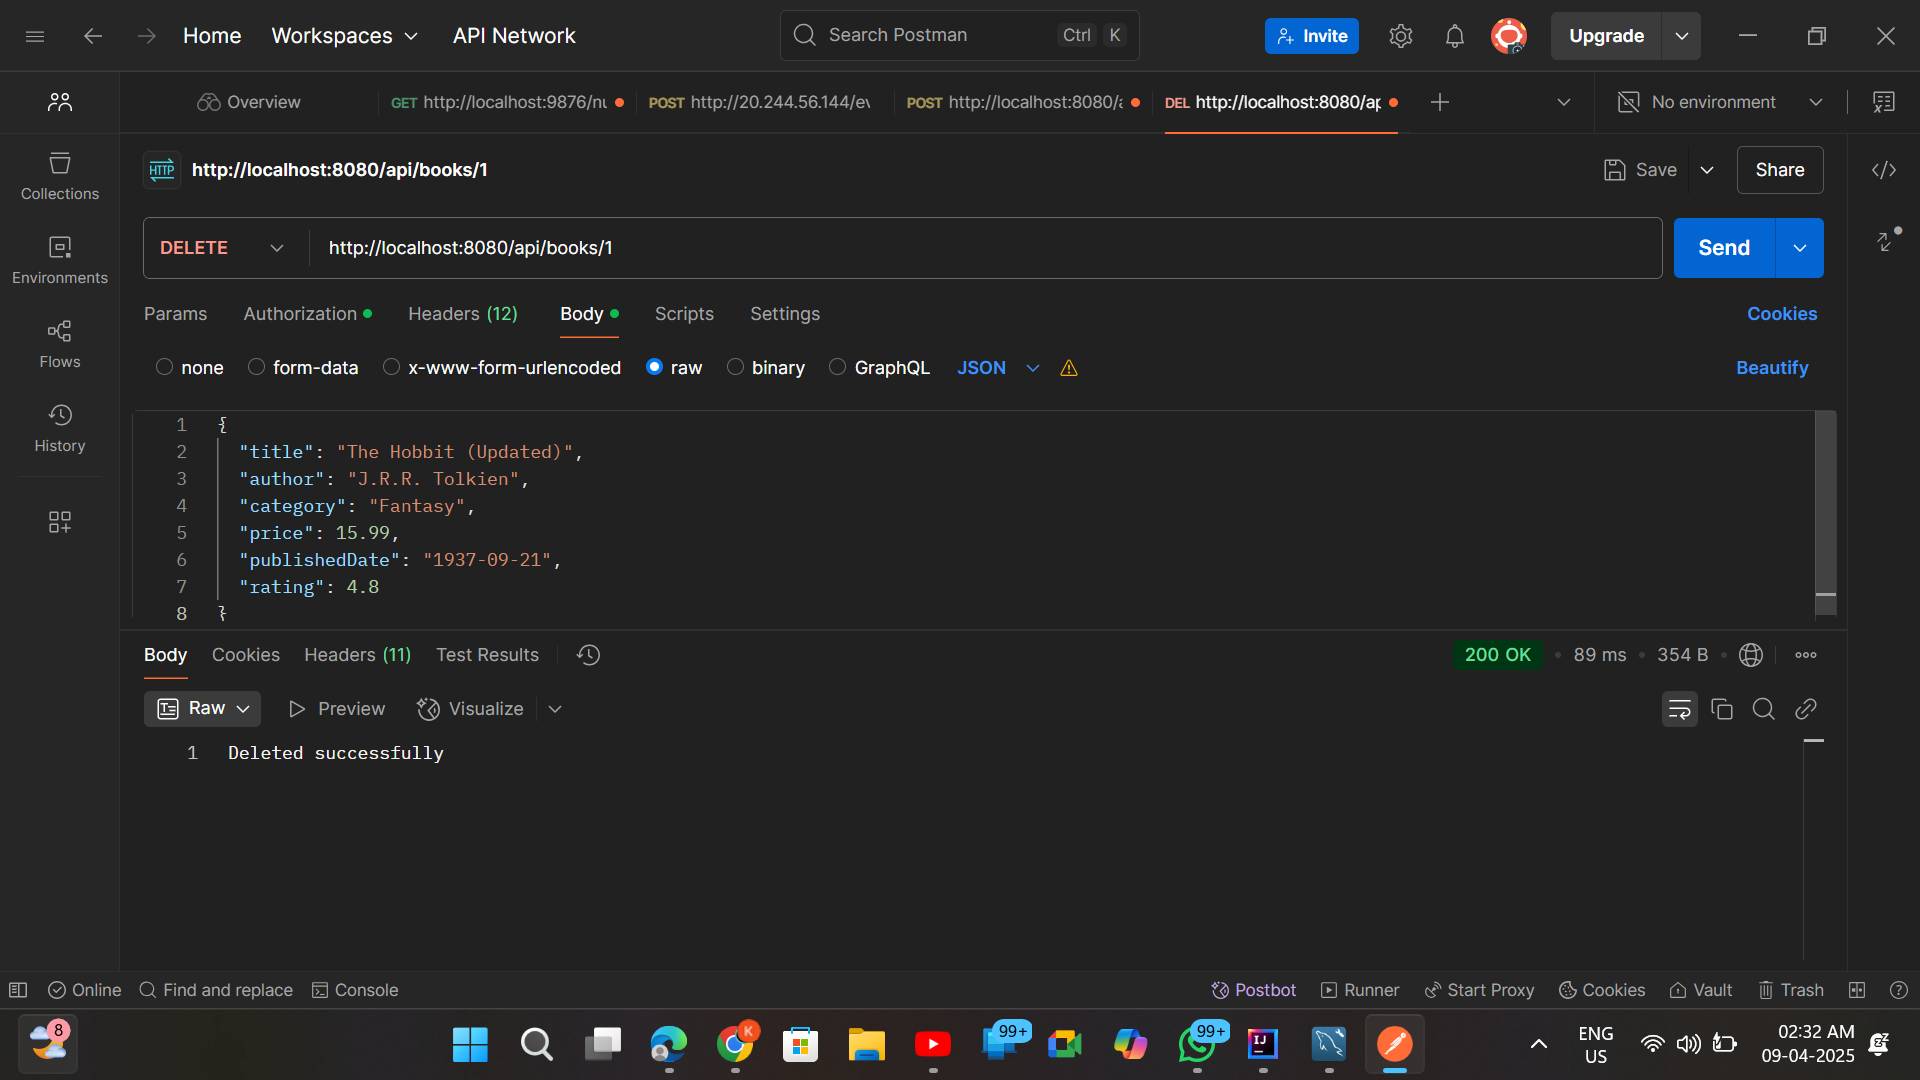 Home Workspaces API Network Search Postman Ctrl K Invite Upgrade
Overview GET http://localhost:9876/nu POST http://20.244.56.144/ev POST http://localhost:8080/a DEL http://localhost:8080/ap No environment
HTTP http://localhost:8080/api/books/1 Save Share
Collections
DELETE http://localhost:8080/api/books/1 Send
Environments
Params Authorization Headers (12) Body Scripts Settings Cookies
Flows
none form-data x-www-form-urlencoded raw binary GraphQL JSON Beautify
History
1 {
2 "title": "The Hobbit (Updated)",
3 "author": "J.R.R. Tolkien",
4 "category": "Fantasy",
5 "price": 15.99,
6 "publishedDate": "1937-09-21",
7 "rating": 4.8
8 }
Body Cookies Headers (11) Test Results 200 OK • 89 ms • 354 B
Raw Preview Visualize
1 Deleted successfully
Online Find and replace Console Postbot Runner Start Proxy Cookies Vault Trash
8 K 99+ 99+ IJ ENG 02:32 AM
US 09-04-2025